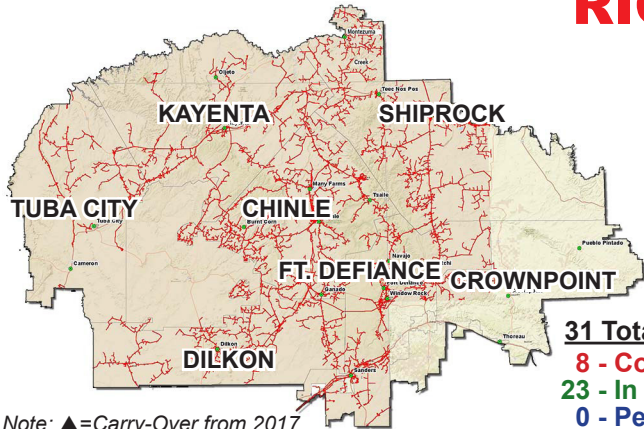 RIG
Montezuma
Creek
Oljeto
Teec Nos Pos
KAYENTA
SHIPROCK
Many Farms
Tsaile
TUBA CITY
CHINLE
Tuba City
Burnt Corn
Pueblo Pintado
Navajo
Cameron
FT. DEFIANCE
CROWNPOINT
Ganado
Window Rock
Thoreau
31 Tota
Dilkon
8 - Co
DILKON
Sanders
23 - In
0 - Pe
Note: ▲=Carry-Over from 2017